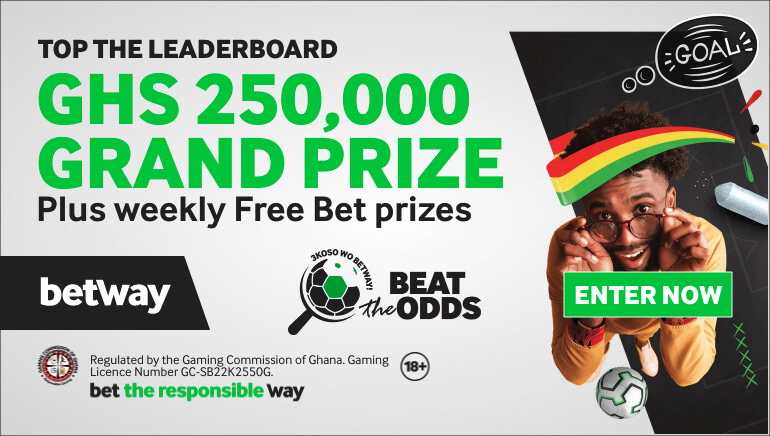 TOP THE LEADERBOARD
GHS 250,000
GRAND PRIZE
Plus weekly Free Bet prizes
GOAL
betway
3KOSO WO BETWAY!
BEAT
the ODDS
ENTER NOW
Regulated by the Gaming Commission of Ghana. Gaming
Licence Number GC-SB22K2550G.
18+
bet the responsible way